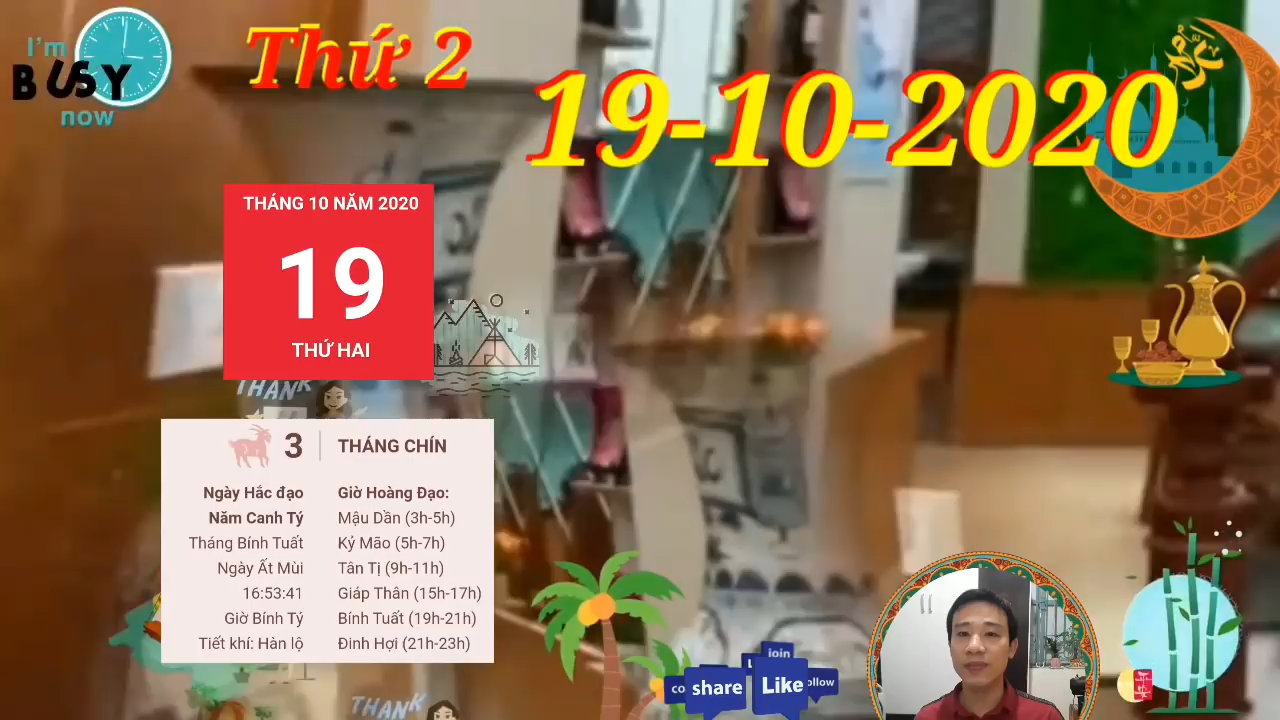 I'm
BUSY
now
Thứ 2
19-10-2020
THÁNG 10 NĂM 2020
19
THỨ HAI
THANK
3
THÁNG CHÍN
Ngày Hắc đạo
Giờ Hoàng Đạo:
Năm Canh Tý
Mậu Dần (3h-5h)
Tháng Bính Tuất
Kỷ Mão (5h-7h)
Ngày Ất Mùi
Tân Tị (9h-11h)
16:53:41
Giáp Thân (15h-17h)
Giờ Bính Tý
Bính Tuất (19h-21h)
Tiết khí: Hàn lộ
Đinh Hợi (21h-23h)
join
share
Like
THANK